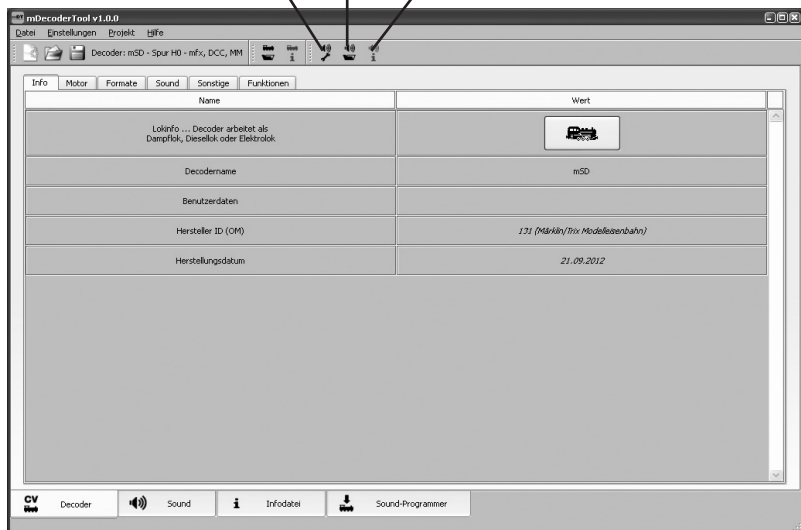 mDecoderTool v1.0.0
Datei Einstellungen Projekt Hilfe
Decoder: mSD - Spur H0 - mfx, DCC, MM
Info Motor Formate Sound Sonstige Funktionen
Name Wert
Lokinfo ... Decoder arbeitet als
Dampflok, Diesellok oder Elektrolok
Decodername mSD
Benutzerdaten
Hersteller ID (OM) 131 (Märklin/Trix Modelleisenbahn)
Herstellungsdatum 21.09.2012
CV Decoder Sound i Infodatei Sound-Programmer